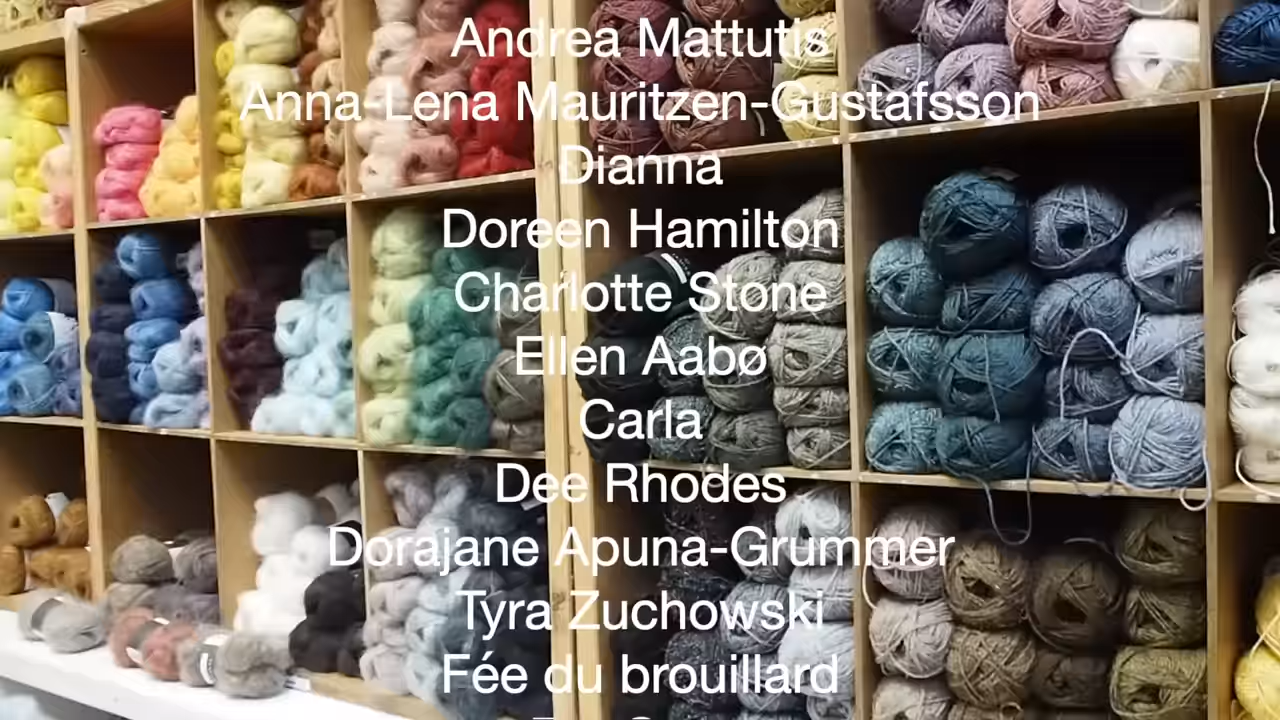 Andrea Mattutis
Anna-Lena Mauritzen-Gustafsson
Dianna
Doreen Hamilton
Charlotte Stone
Ellen Aabø
Carla
Dee Rhodes
Dorajane Apuna-Grummer
Tyra Zuchowski
Fée du brouillard